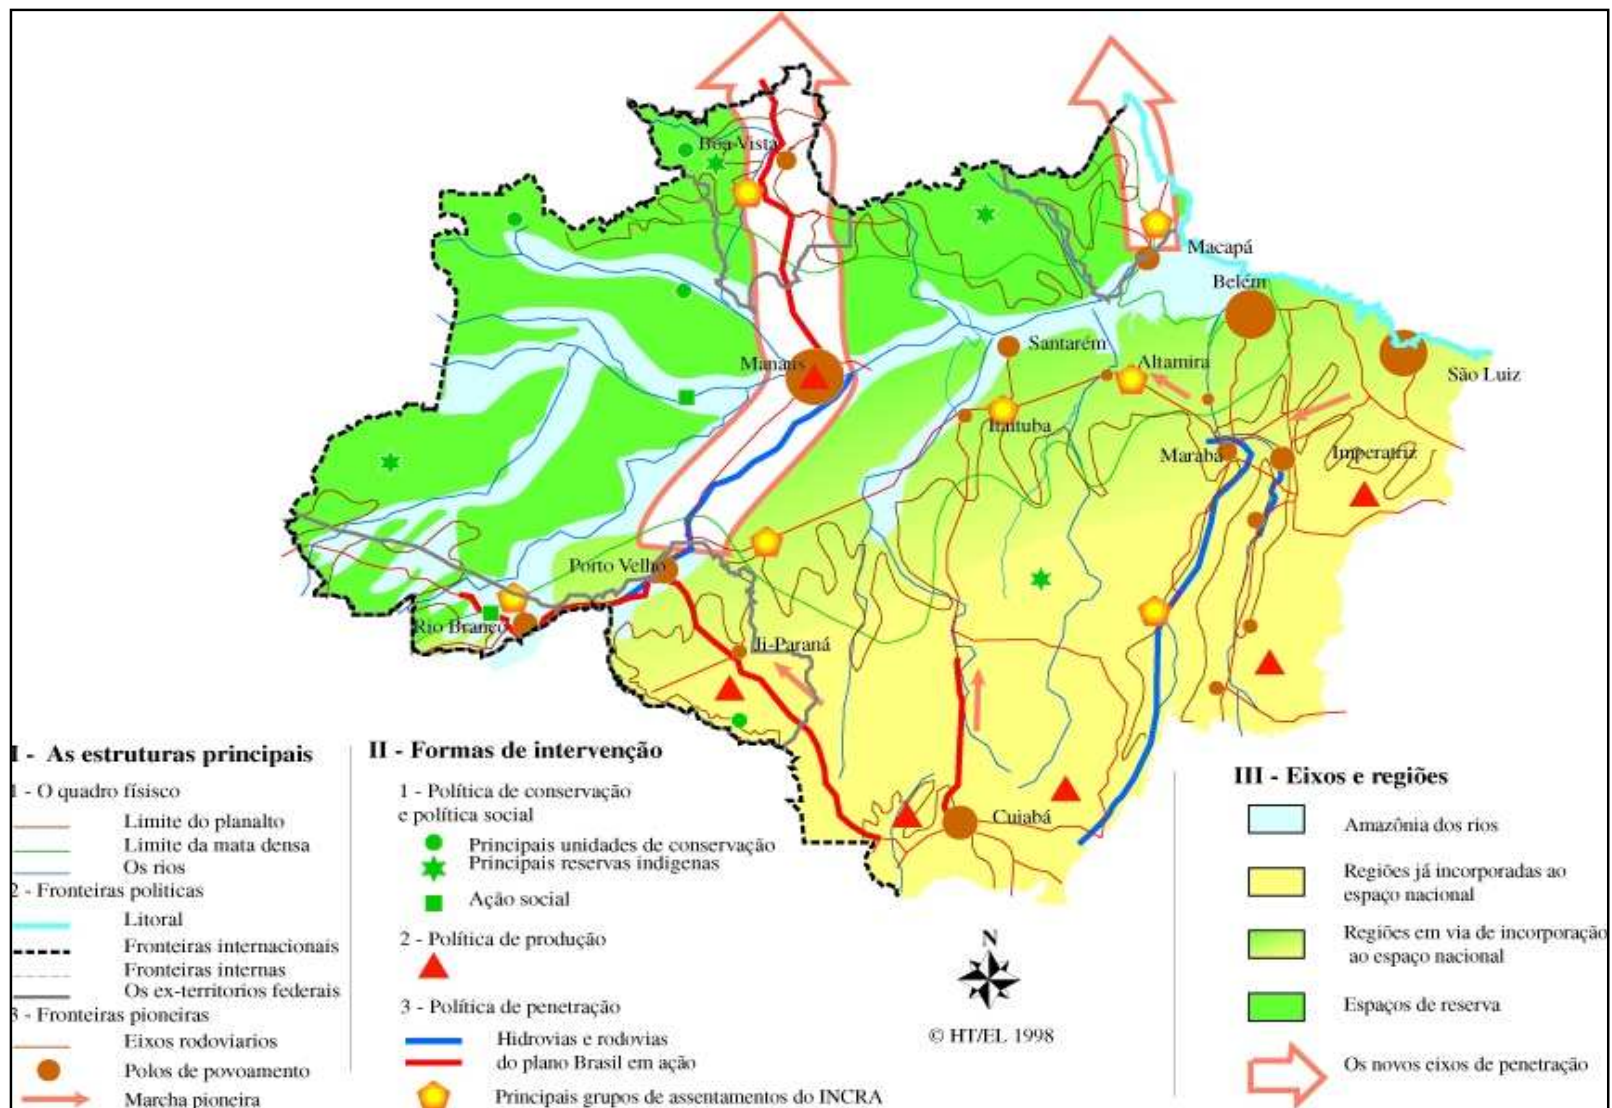 Boa Vista
Macapá
Belém
Manaus
Santarém
Altamira
São Luiz
Itaituba
Marabá
Imperatriz
Porto Velho
Rio Branco
Ji-Paraná
Cuiabá
I - As estruturas principais
1 - O quadro físisco
Limite do planalto
Limite da mata densa
Os rios
2 - Fronteiras politicas
Litoral
Fronteiras internacionais
Fronteiras internas
Os ex-territorios federais
3 - Fronteiras pioneiras
Eixos rodoviarios
Polos de povoamento
Marcha pioneira
II - Formas de intervenção
1 - Política de conservação
e política social
Principais unidades de conservação
Principais reservas indigenas
Ação social
2 - Política de produção
3 - Política de penetração
Hidrovias e rodovias
do plano Brasil em ação
Principais grupos de assentamentos do INCRA
N
© HT/EL 1998
III - Eixos e regiões
Amazônia dos rios
Regiões já incorporadas ao
espaço nacional
Regiões em via de incorporação
ao espaço nacional
Espaços de reserva
Os novos eixos de penetração